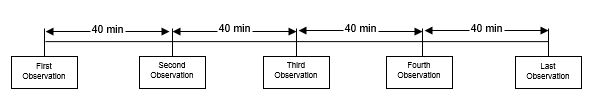 40 min 40 min 40 min 40 min
First
Observation
Second
Observation
Third
Observation
Fourth
Observation
Last
Observation